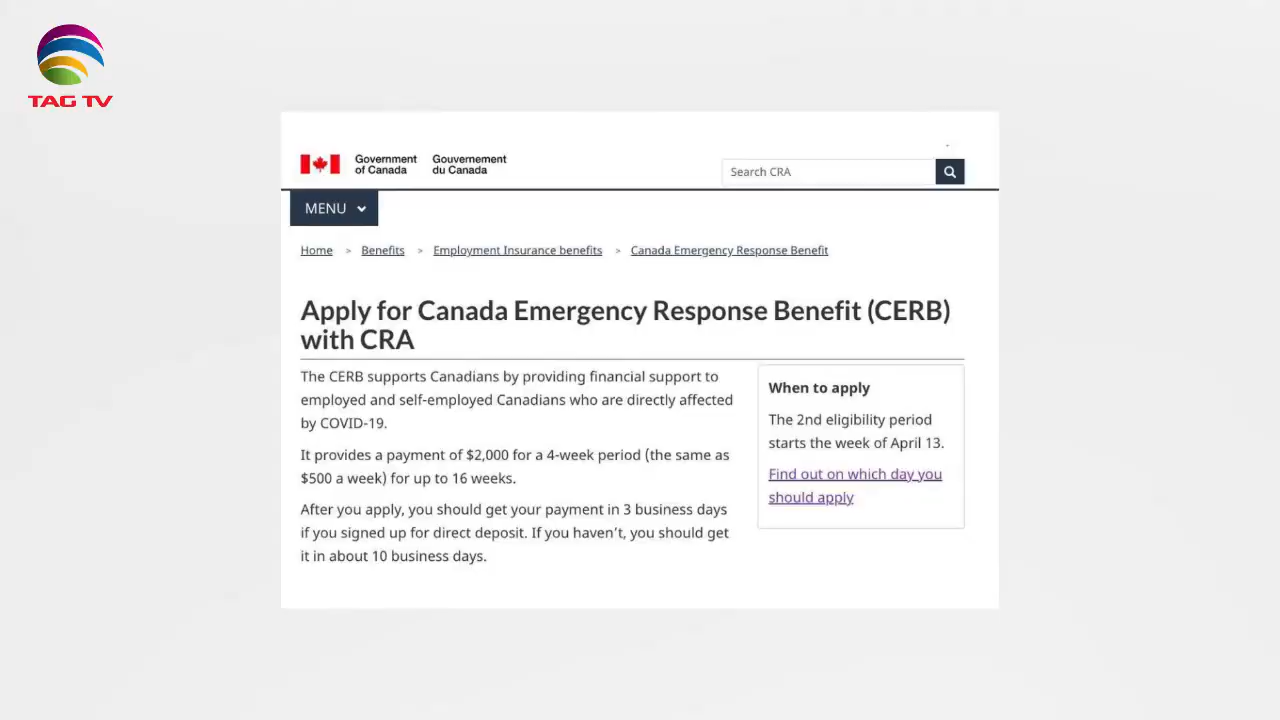 TAG TV
Government
of Canada
Gouvernement
du Canada
Search CRA
MENU
Home > Benefits > Employment Insurance benefits > Canada Emergency Response Benefit
Apply for Canada Emergency Response Benefit (CERB)
with CRA
The CERB supports Canadians by providing financial support to
employed and self-employed Canadians who are directly affected
by COVID-19.
It provides a payment of $2,000 for a 4-week period (the same as
$500 a week) for up to 16 weeks.
After you apply, you should get your payment in 3 business days
if you signed up for direct deposit. If you haven't, you should get
it in about 10 business days.
When to apply
The 2nd eligibility period
starts the week of April 13.
Find out on which day you
should apply